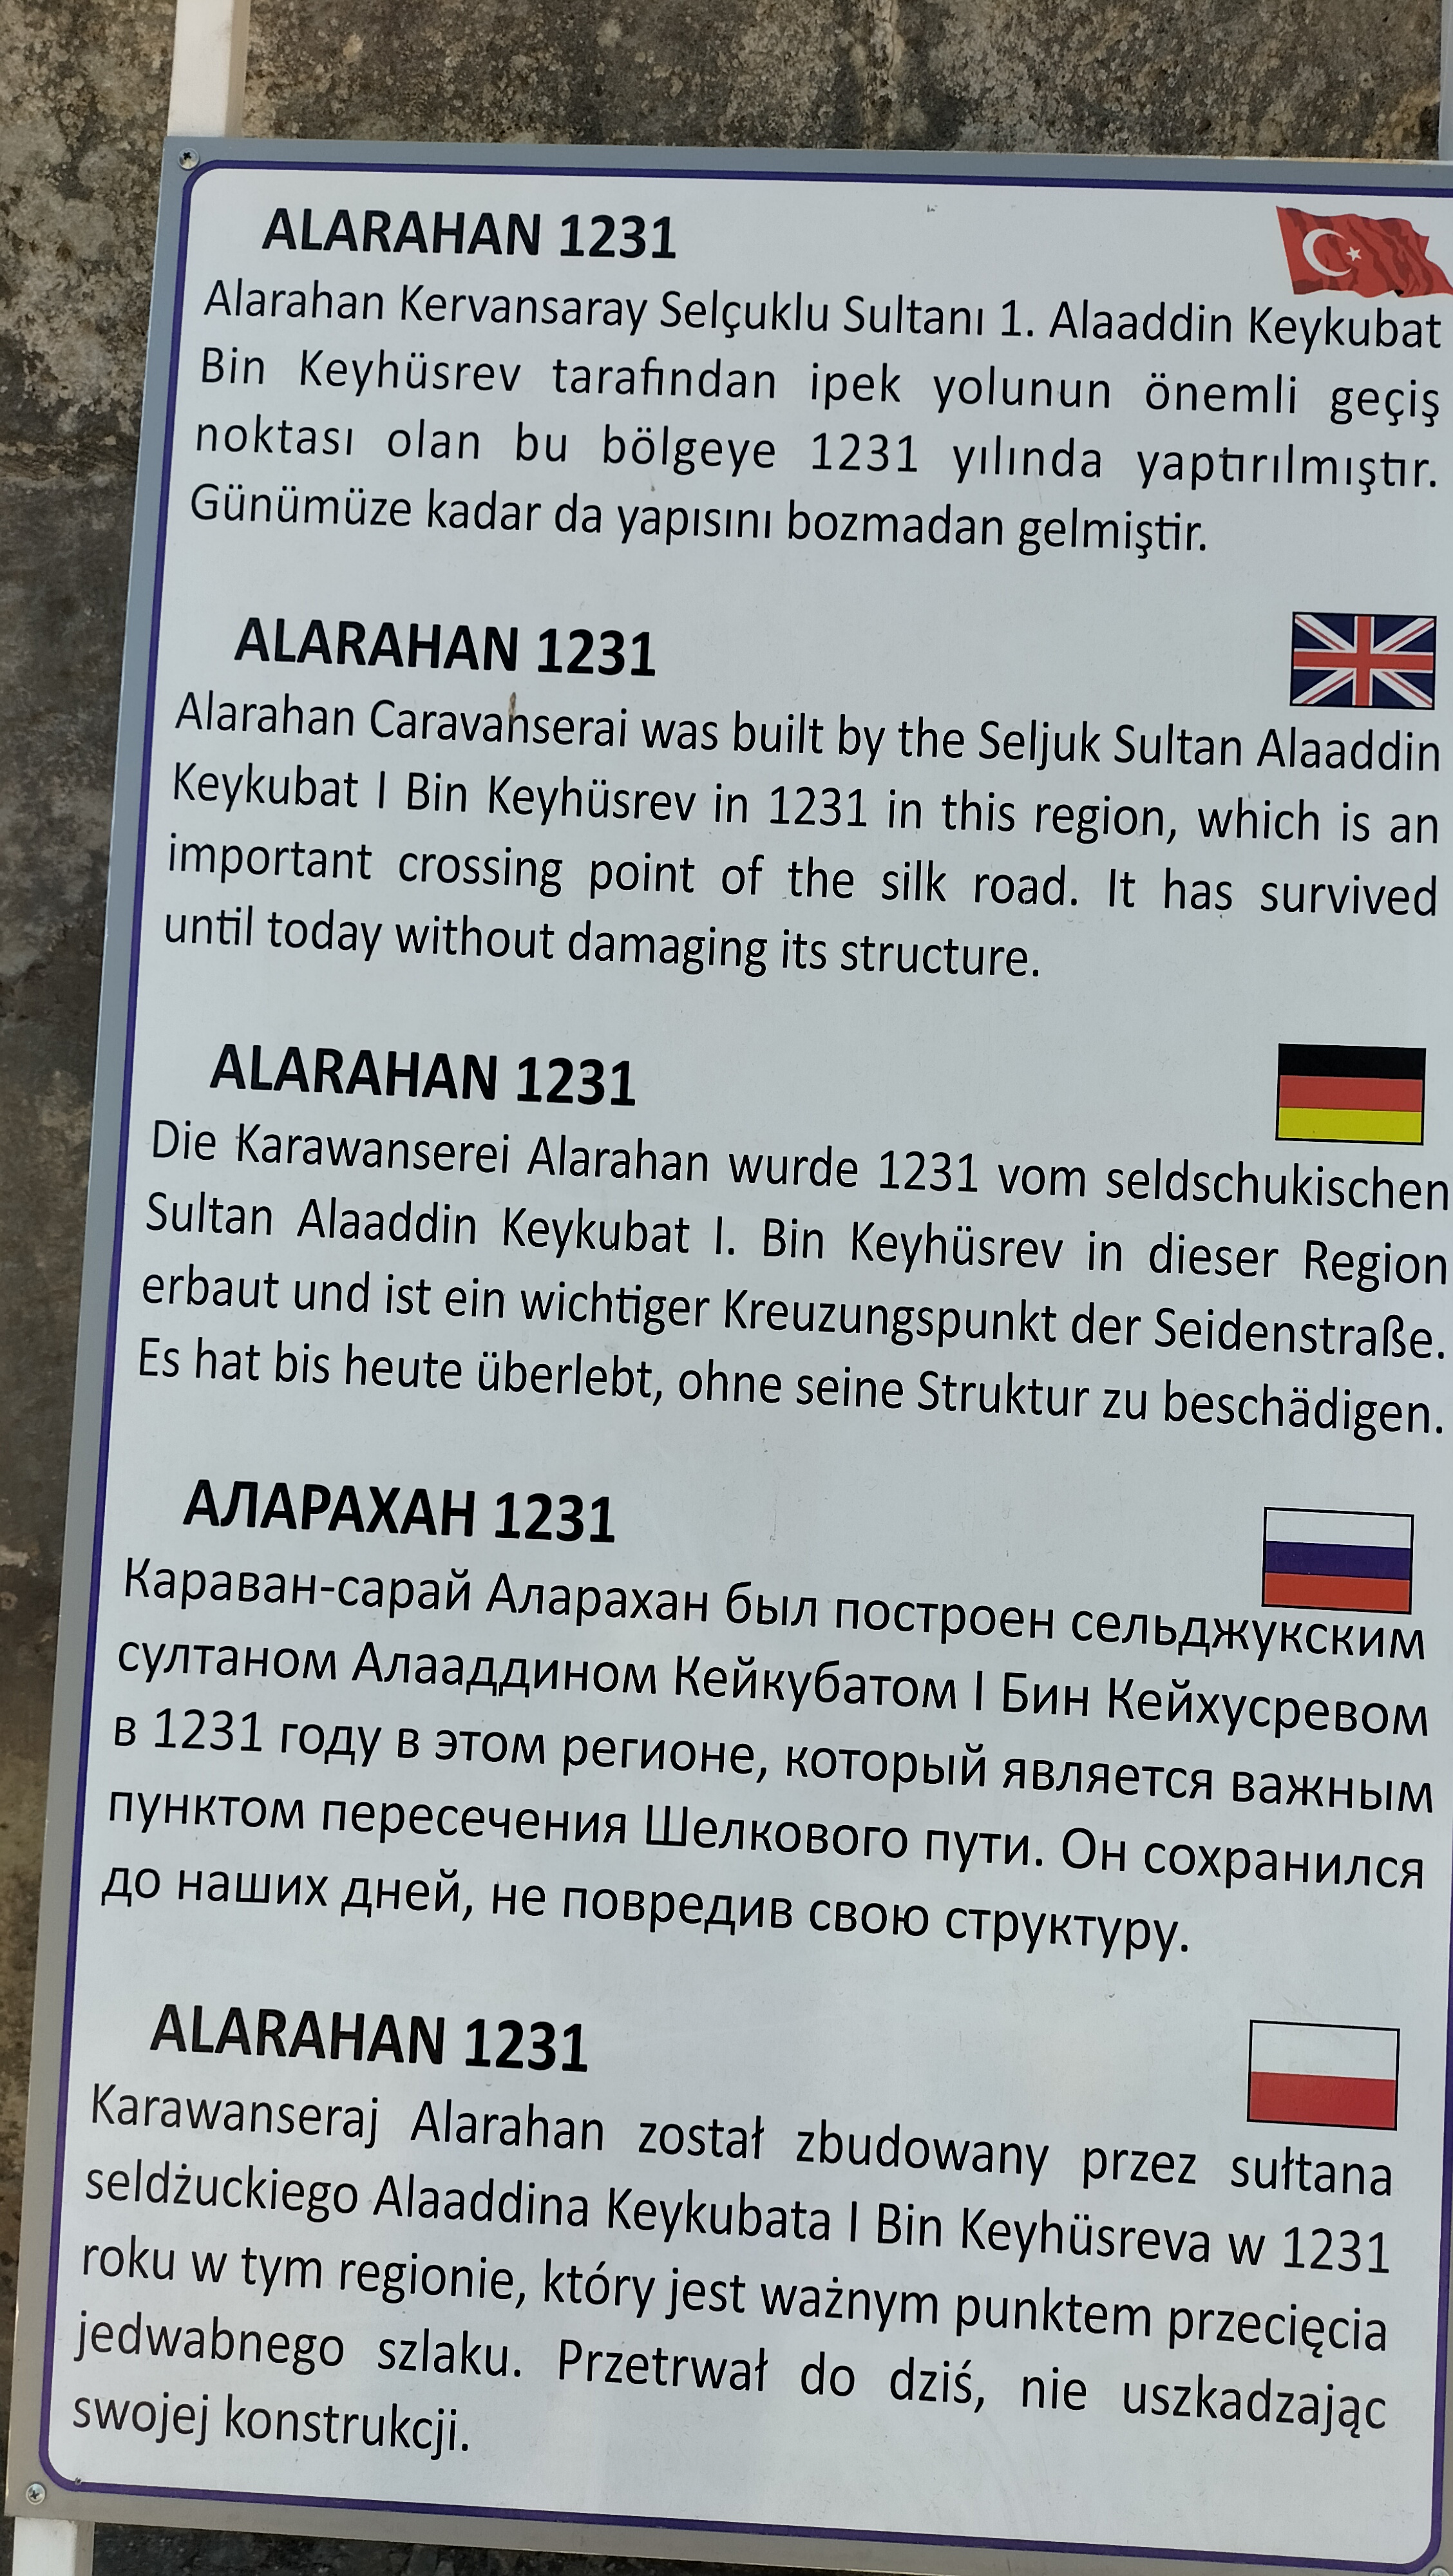 ALARAHAN 1231
Alarahan Kervansaray Selçuklu Sultanı 1. Alaaddin Keykubat
Bin Keyhüsrev tarafından ipek yolunun önemli geçiş
noktası olan bu bölgeye 1231 yılında yaptırılmıştır.
Günümüze kadar da yapısını bozmadan gelmiştir.
ALARAHAN 1231
Alarahan Caravanserai was built by the Seljuk Sultan Alaaddin
Keykubat I Bin Keyhüsrev in 1231 in this region, which is an
important crossing point of the silk road. It has survived
until today without damaging its structure.
ALARAHAN 1231
Die Karawanserei Alarahan wurde 1231 vom seldschukischen
Sultan Alaaddin Keykubat I. Bin Keyhüsrev in dieser Region
erbaut und ist ein wichtiger Kreuzungspunkt der Seidenstraße.
Es hat bis heute überlebt, ohne seine Struktur zu beschädigen.
АЛАРАХАН 1231
Караван-сарай Аларахан был построен сельджукским
султаном Алааддином Кейкубатом I Бин Кейхусревом
в 1231 году в этом регионе, который является важным
пунктом пересечения Шелкового пути. Он сохранился
до наших дней, не повредив свою структуру.
ALARAHAN 1231
Karawanseraj Alarahan został zbudowany przez sułtana
seldżuckiego Alaaddina Keykubata I Bin Keyhüsreva w 1231
roku w tym regionie, który jest ważnym punktem przecięcia
jedwabnego szlaku. Przetrwał do dziś, nie uszkadzając
swojej konstrukcji.